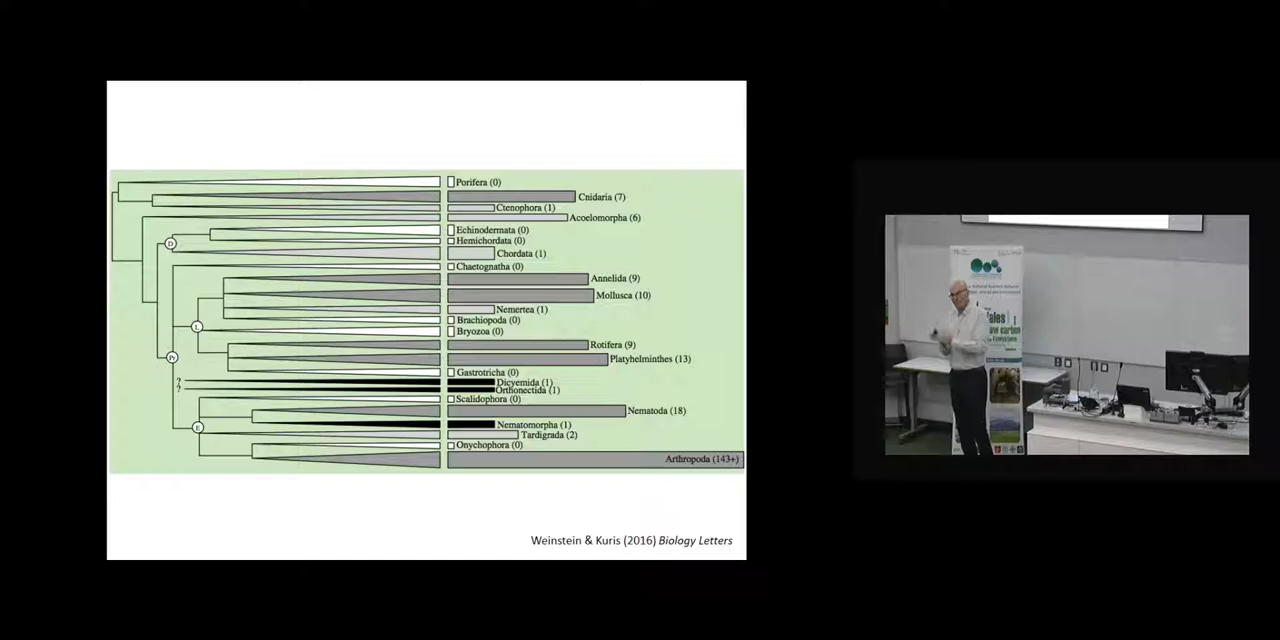 Porifera (0)
Cnidaria (7)
Ctenophora (1)
Acoelomorpha (6)
Echinodermata (0)
D
Hemichordata (0)
Chordata (1)
Chaetognatha (0)
Annelida (9)
Mollusca (10)
Nemertea (1)
Brachiopoda (0)
L
Bryozoa (0)
Rotifera (9)
Pr
Platyhelminthes (13)
Gastrotricha (0)
?
Dicyemida (1)
?
Orthonectida (1)
Scalidophora (0)
Nematoda (18)
Nematomorpha (1)
E
Tardigrada (2)
Onychophora (0)
Arthropoda (143+)
Weinstein & Kuris (2016) Biology Letters
ales
w carbon